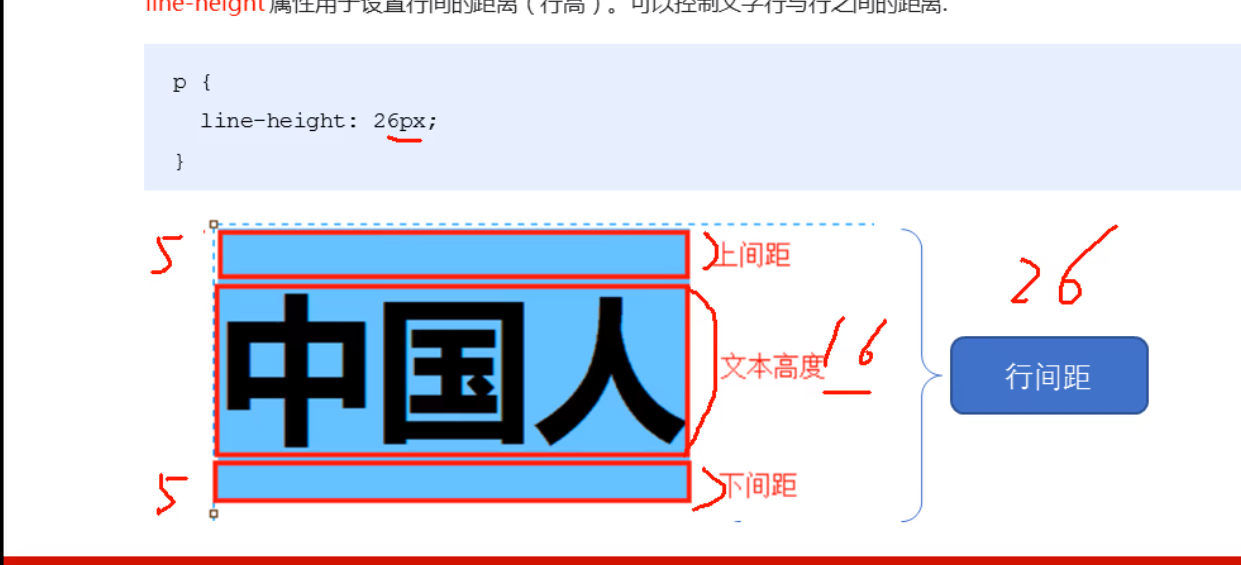 line-height 属性用于设置行间的距离（行高）。可以控制文字行与行之间的距离.
p {
line-height: 26px;
}
5
上间距
26
中国人
文本高度 16
行间距
5
下间距